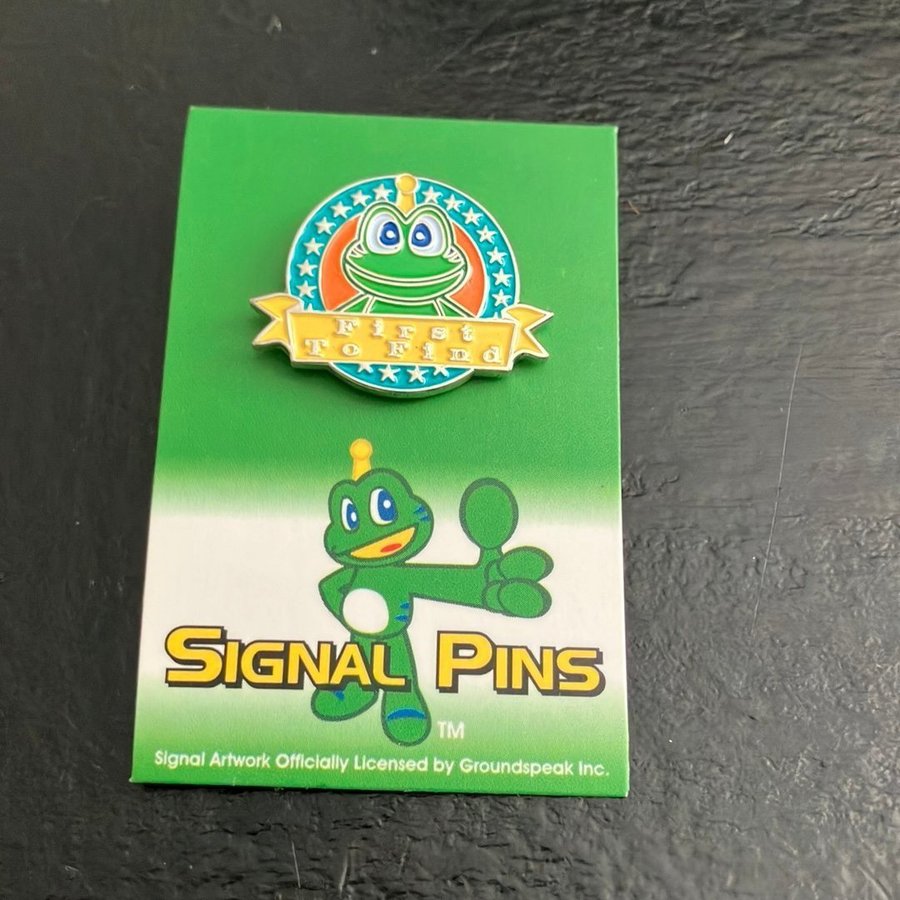 First
To Find
SIGNAL PINS
TM
Signal Artwork Officially Licensed by Groundspeak Inc.